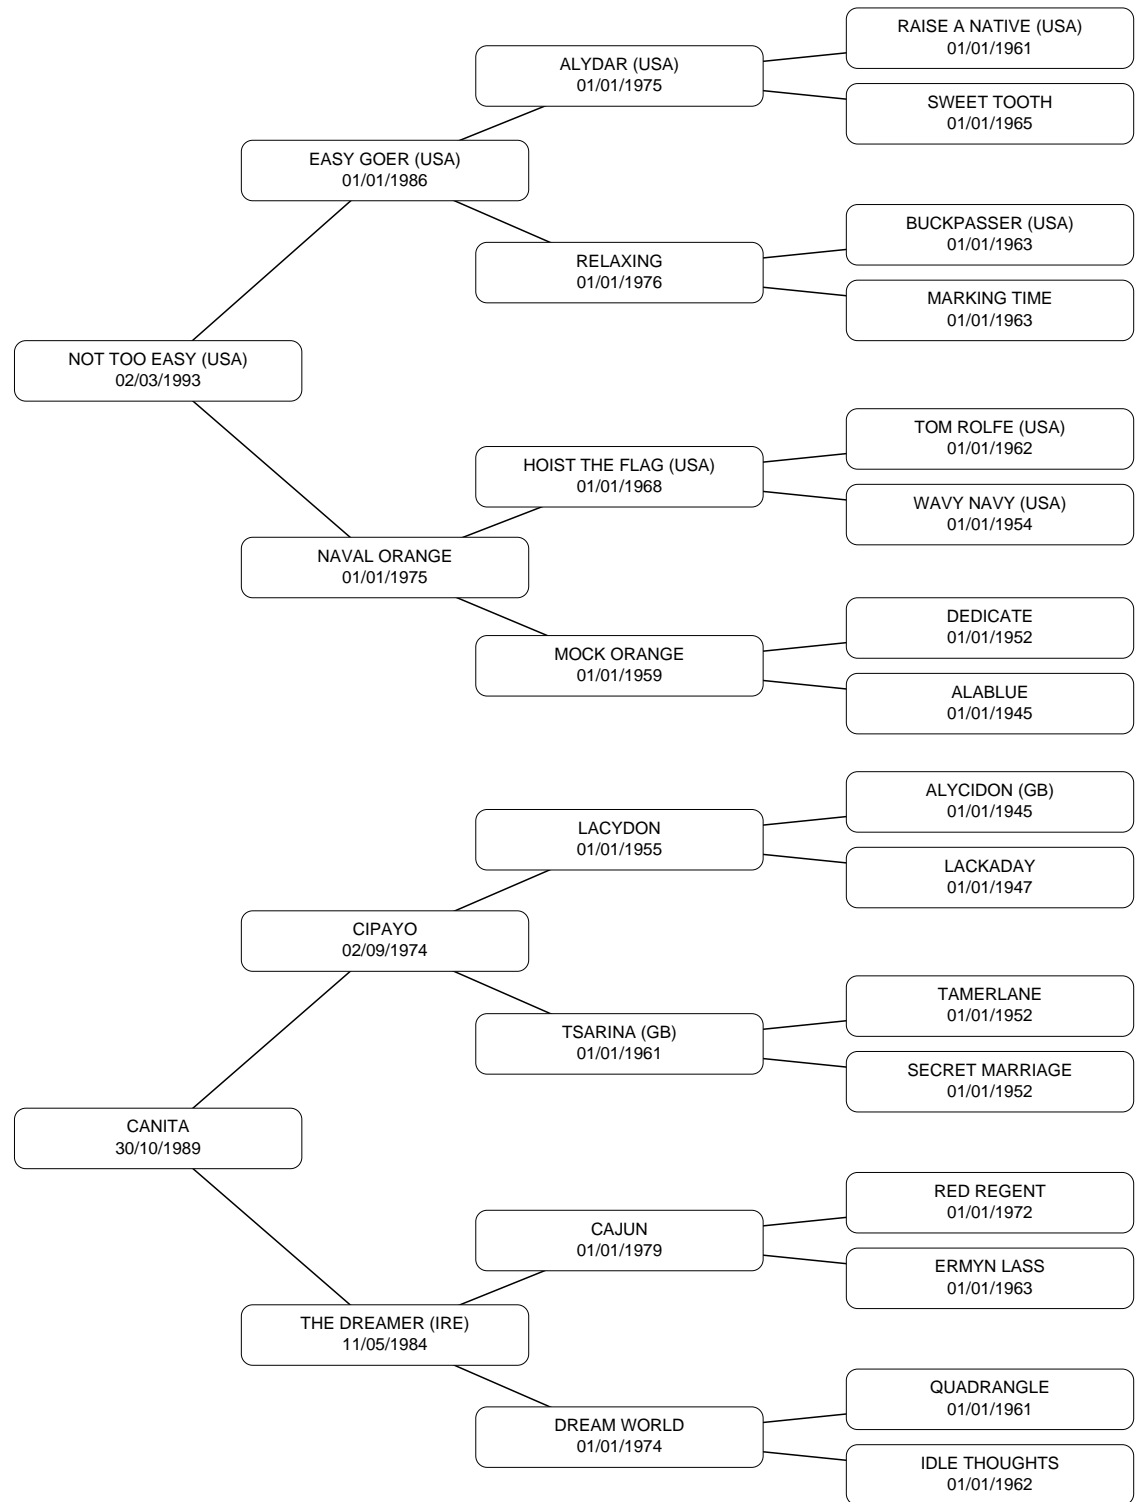 RAISE A NATIVE (USA)
01/01/1961
ALYDAR (USA)
01/01/1975
SWEET TOOTH
01/01/1965
EASY GOER (USA)
01/01/1986
BUCKPASSER (USA)
01/01/1963
RELAXING
01/01/1976
MARKING TIME
01/01/1963
NOT TOO EASY (USA)
02/03/1993
TOM ROLFE (USA)
01/01/1962
HOIST THE FLAG (USA)
01/01/1968
WAVY NAVY (USA)
01/01/1954
NAVAL ORANGE
01/01/1975
DEDICATE
01/01/1952
MOCK ORANGE
01/01/1959
ALABLUE
01/01/1945
ALYCIDON (GB)
01/01/1945
LACYDON
01/01/1955
LACKADAY
01/01/1947
CIPAYO
02/09/1974
TAMERLANE
01/01/1952
TSARINA (GB)
01/01/1961
SECRET MARRIAGE
01/01/1952
CANITA
30/10/1989
RED REGENT
01/01/1972
CAJUN
01/01/1979
ERMYN LASS
01/01/1963
THE DREAMER (IRE)
11/05/1984
QUADRANGLE
01/01/1961
DREAM WORLD
01/01/1974
IDLE THOUGHTS
01/01/1962